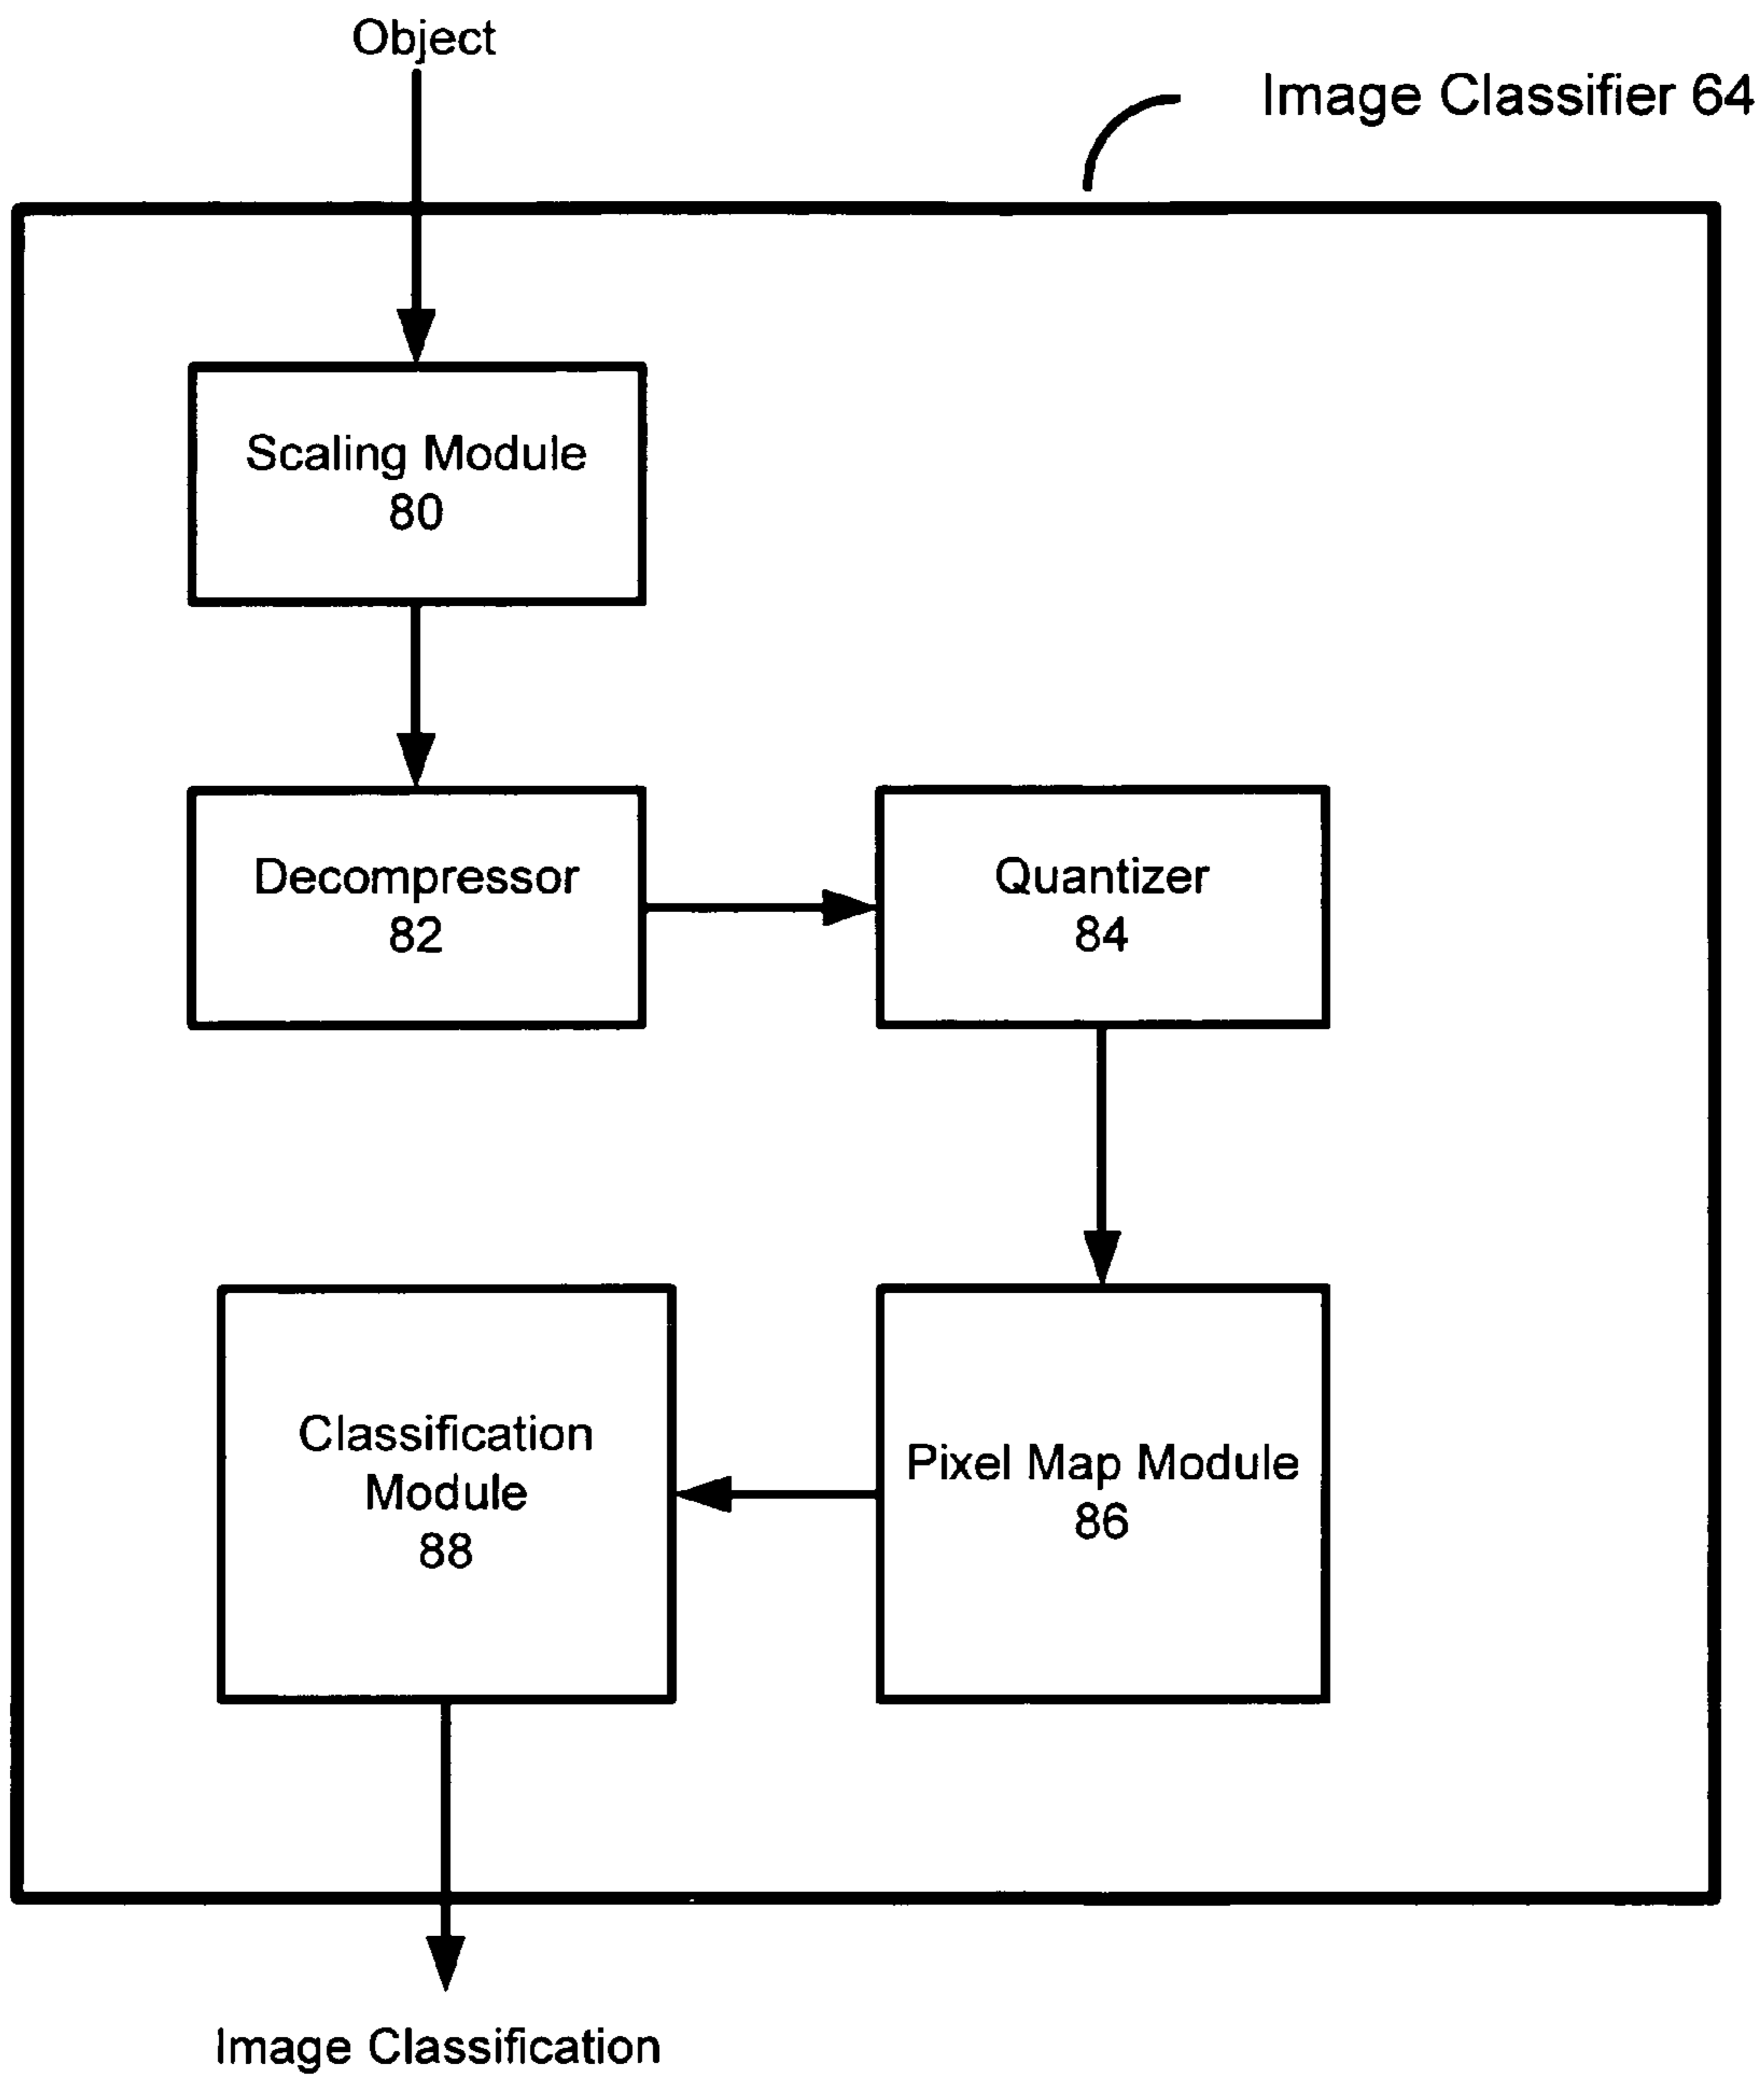 Object
Image Classifier 64
Scaling Module
80
Decompressor
82
Quantizer
84
Classification
Module
88
Pixel Map Module
86
Image Classification